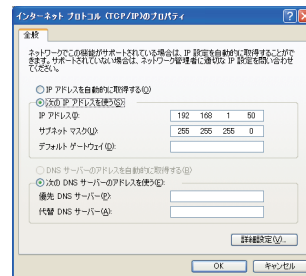 インターネット プロトコル (TCP/IP)のプロパティ
全般
ネットワークでこの機能がサポートされている場合は、IP 設定を自動的に取得することがで
きます。サポートされていない場合は、ネットワーク管理者に適切な IP 設定を問い合わせ
てください。
IP アドレスを自動的に取得する(O)
次の IP アドレスを使う(S):
IP アドレス(I): 192 168 1 50
サブネット マスク(U): 255 255 255 0
デフォルト ゲートウェイ(D):
DNS サーバーのアドレスを自動的に取得する(B)
次の DNS サーバーのアドレスを使う(E):
優先 DNS サーバー(P):
代替 DNS サーバー(A):
詳細設定(V)...
OK キャンセル